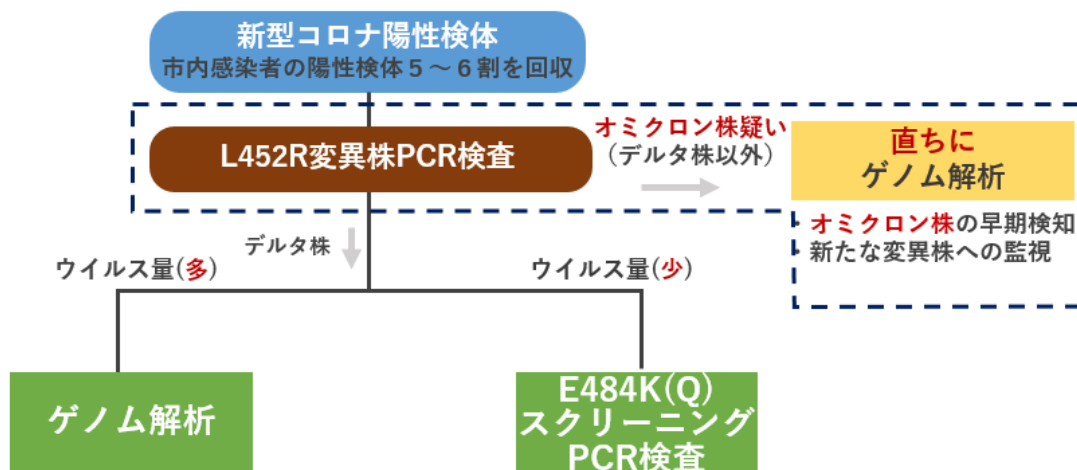 新型コロナ陽性検体
市内感染者の陽性検体５～６割を回収
L452R変異株PCR検査
オミクロン株疑い
（デルタ株以外）
直ちに
ゲノム解析
・オミクロン株の早期検知
・新たな変異株への監視
デルタ株
ウイルス量(多)
ウイルス量(少)
ゲノム解析
E484K(Q)
スクリーニング
PCR検査